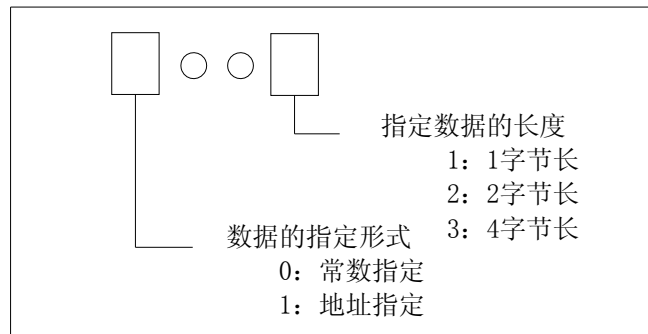 指定数据的长度
1: 1字节长
2: 2字节长
3: 4字节长
数据的指定形式
0: 常数指定
1: 地址指定